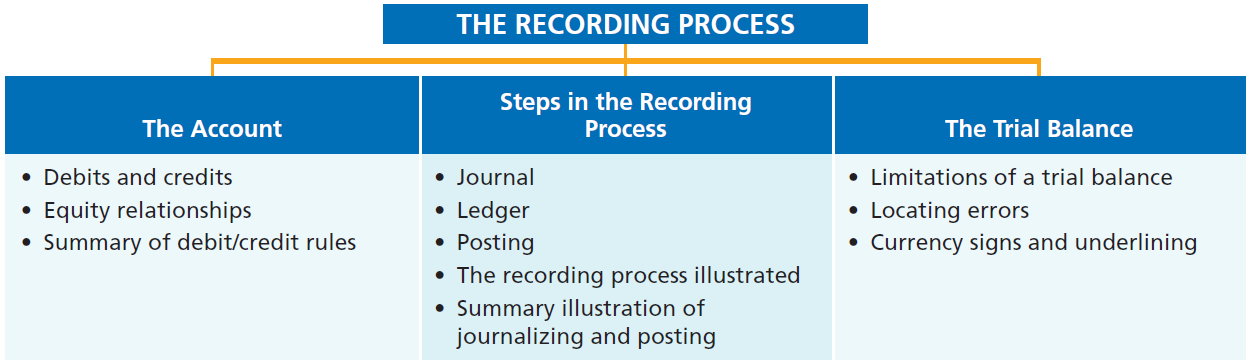 THE RECORDING PROCESS
The Account
• Debits and credits
• Equity relationships
• Summary of debit/credit rules
Steps in the Recording
Process
• Journal
• Ledger
• Posting
• The recording process illustrated
• Summary illustration of
journalizing and posting
The Trial Balance
• Limitations of a trial balance
• Locating errors
• Currency signs and underlining